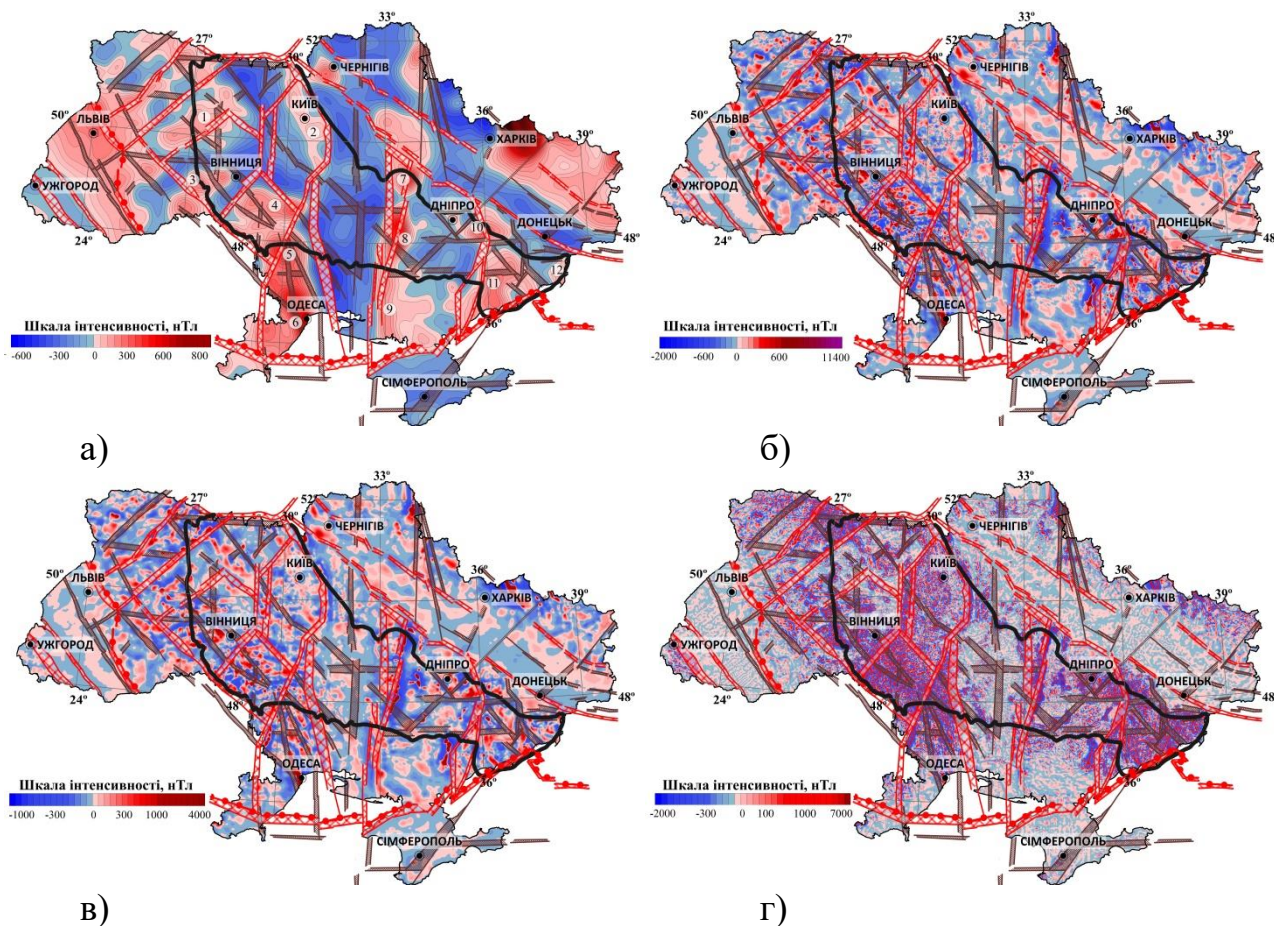 33°
27°
52°
30°
ЧЕРНІГІВ
КИЇВ
50°
ЛЬВІВ
1
2
36°
ХАРКІВ
39°
ВІННИЦЯ
УЖГОРОД
3
7
4
ДНІПРО
10
ДОНЕЦЬК
24°
48°
8
48°
5
12
11
ОДЕСА
9
6
36°
Шкала інтенсивності, нТл
-600 -300 0 300 600 800
СІМФЕРОПОЛЬ
а)
33°
27°
52°
30°
ЧЕРНІГІВ
КИЇВ
50°
ЛЬВІВ
36°
ХАРКІВ
39°
ВІННИЦЯ
УЖГОРОД
ДНІПРО
ДОНЕЦЬК
24°
48°
48°
ОДЕСА
36°
Шкала інтенсивності, нТл
-2000 -600 0 600 11400
СІМФЕРОПОЛЬ
б)
33°
27°
52°
30°
ЧЕРНІГІВ
КИЇВ
50°
ЛЬВІВ
36°
ХАРКІВ
39°
ВІННИЦЯ
УЖГОРОД
ДНІПРО
ДОНЕЦЬК
24°
48°
48°
ОДЕСА
36°
Шкала інтенсивності, нТл
-1000 -300 0 300 1000 4000
СІМФЕРОПОЛЬ
в)
33°
27°
52°
30°
ЧЕРНІГІВ
КИЇВ
50°
ЛЬВІВ
36°
ХАРКІВ
39°
ВІННИЦЯ
УЖГОРОД
ДНІПРО
ДОНЕЦЬК
24°
48°
48°
ОДЕСА
36°
Шкала інтенсивності, нТл
-2000 -300 0 100 1000 7000
СІМФЕРОПОЛЬ
г)